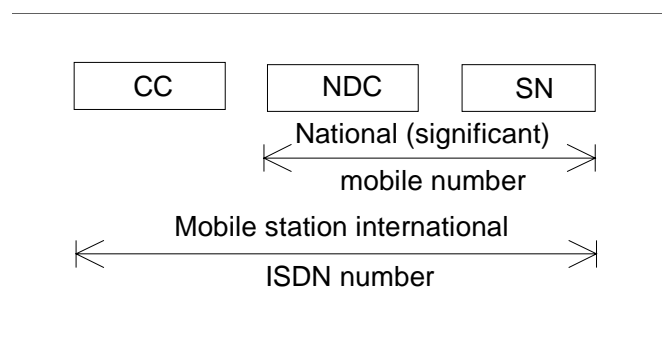 CC NDC SN
National (significant)
mobile number
Mobile station international
ISDN number